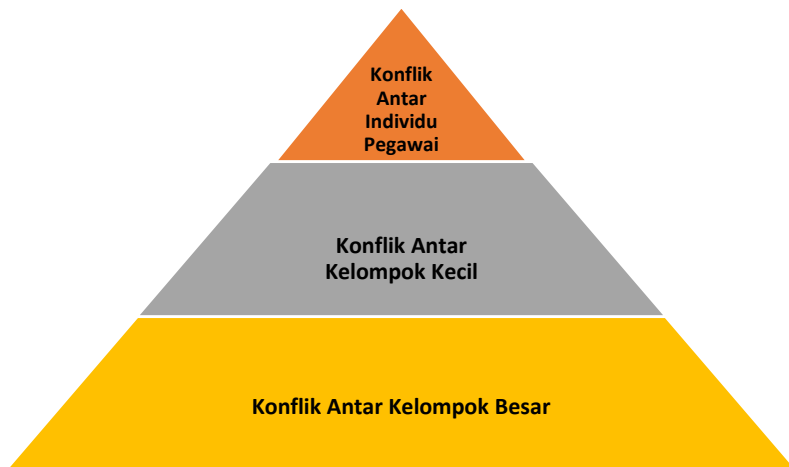 Konflik
Antar
Individu
Pegawai
Konflik Antar
Kelompok Kecil
Konflik Antar Kelompok Besar